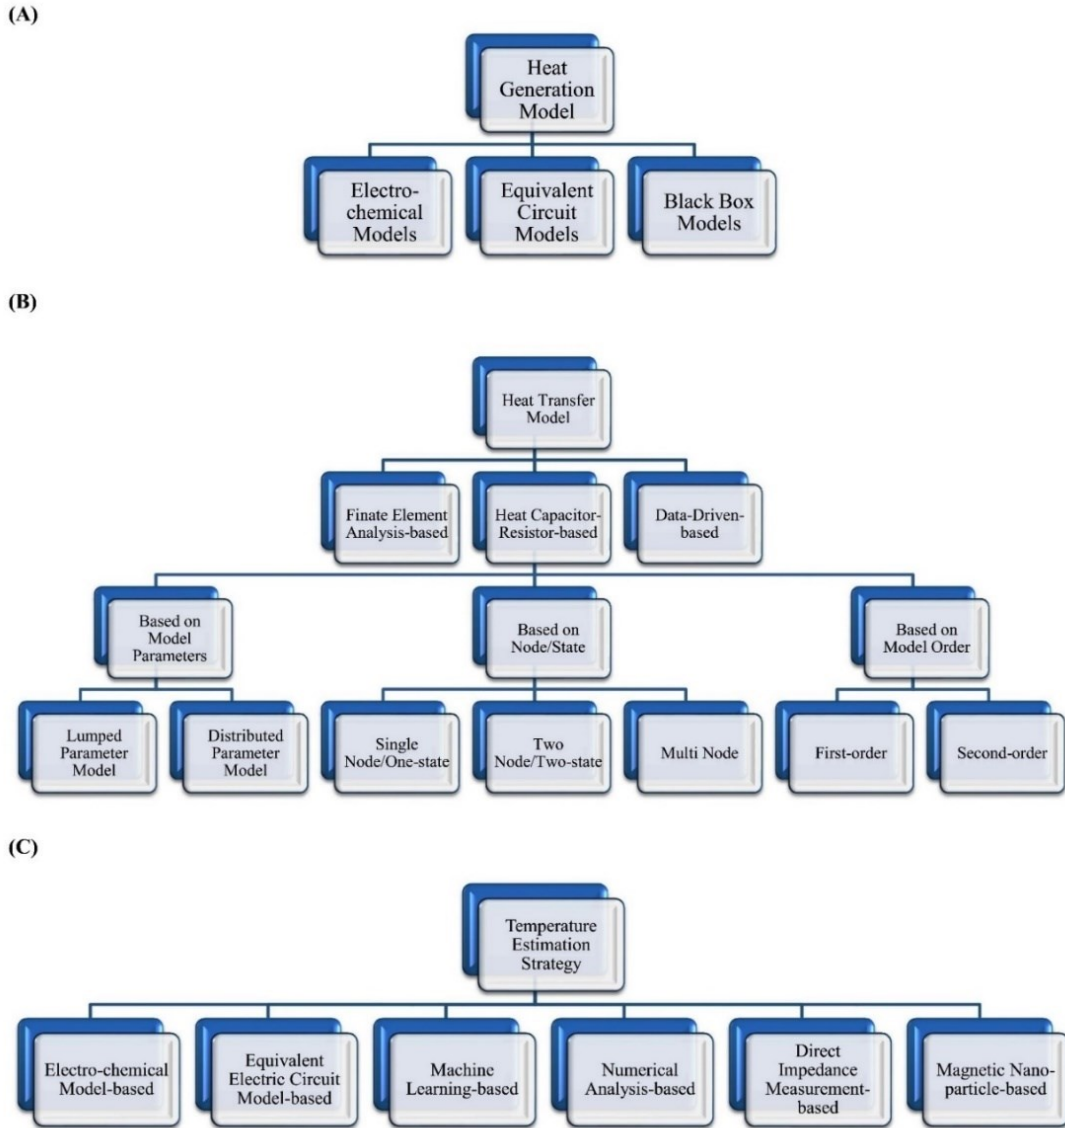 (A)
Heat
Generation
Model
Electro-
chemical
Models
Equivalent
Circuit
Models
Black Box
Models
(B)
Heat Transfer
Model
Finate Element
Analysis-based
Heat Capacitor-
Resistor-based
Data-Driven-
based
Based on
Model
Parameters
Based on
Node/State
Based on
Model Order
Lumped
Parameter
Model
Distributed
Parameter
Model
Single
Node/One-state
Two
Node/Two-state
Multi Node
First-order
Second-order
(C)
Temperature
Estimation
Strategy
Electro-chemical
Model-based
Equivalent
Electric Circuit
Model-based
Machine
Learning-based
Numerical
Analysis-based
Direct
Impedance
Measurement-
based
Magnetic Nano-
particle-based